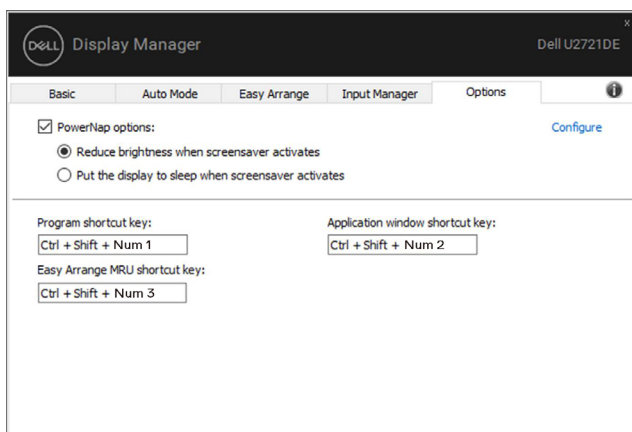 x
DELL Display Manager
Dell U2721DE
Basic Auto Mode Easy Arrange Input Manager Options
PowerNap options:
Configure
Reduce brightness when screensaver activates
Put the display to sleep when screensaver activates
Program shortcut key:
Application window shortcut key:
Ctrl + Shift + Num 1
Ctrl + Shift + Num 2
Easy Arrange MRU shortcut key:
Ctrl + Shift + Num 3